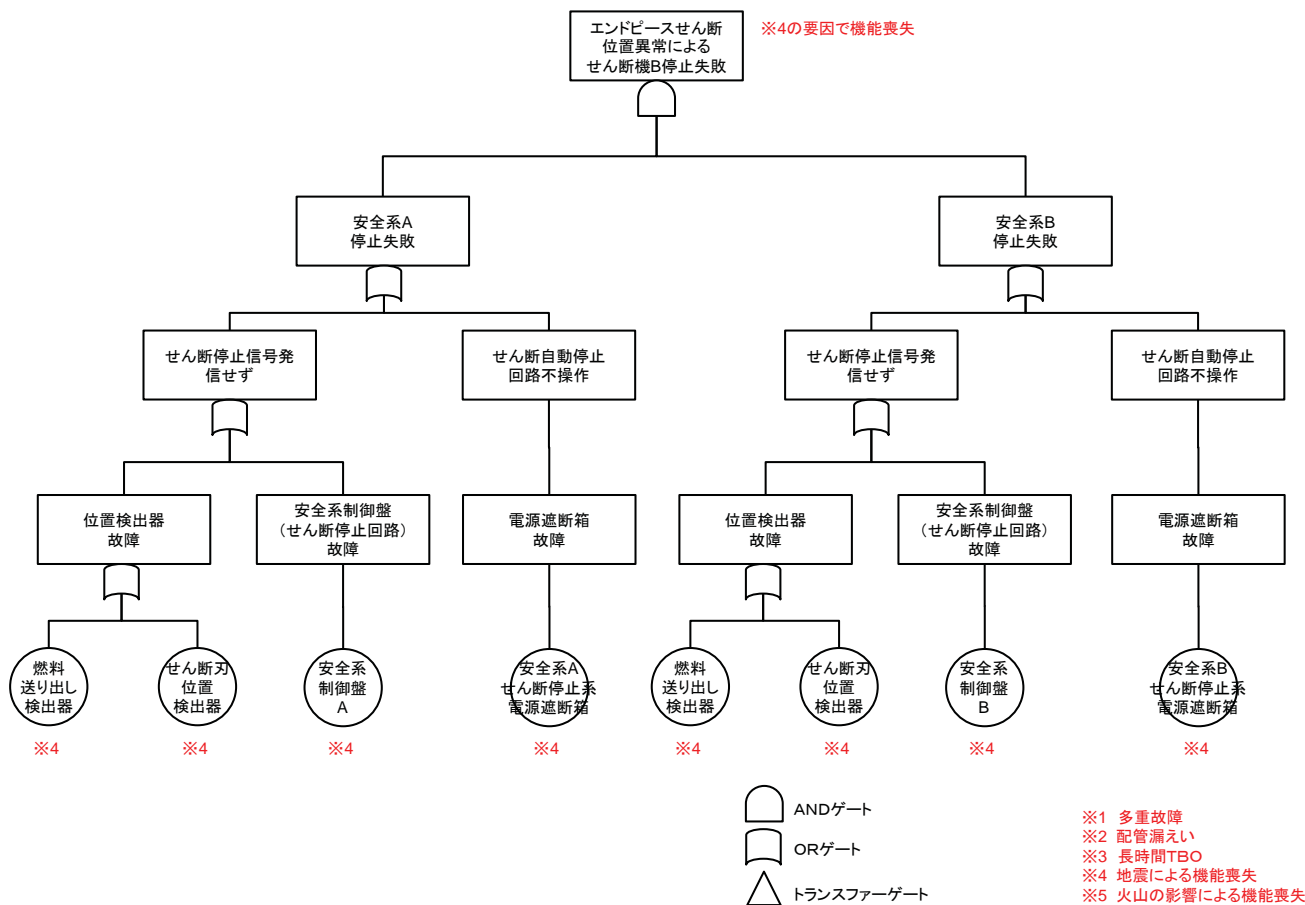 エンドピースせん断
位置異常による
せん断機B停止失敗
※4の要因で機能喪失
安全系A
停止失敗
安全系B
停止失敗
せん断停止信号発
信せず
せん断自動停止
回路不操作
せん断停止信号発
信せず
せん断自動停止
回路不操作
位置検出器
故障
安全系制御盤
（せん断停止回路）
故障
電源遮断箱
故障
位置検出器
故障
安全系制御盤
（せん断停止回路）
故障
電源遮断箱
故障
燃料
送り出し
検出器
せん断刃
位置
検出器
安全系
制御盤
A
安全系A
せん断停止系
電源遮断箱
燃料
送り出し
検出器
せん断刃
位置
検出器
安全系
制御盤
B
安全系B
せん断停止系
電源遮断箱
※4
※4
※4
※4
※4
※4
※4
※4
ANDゲート
ORゲート
トランスファーゲート
※1 多重故障
※2 配管漏えい
※3 長時間TBO
※4 地震による機能喪失
※5 火山の影響による機能喪失